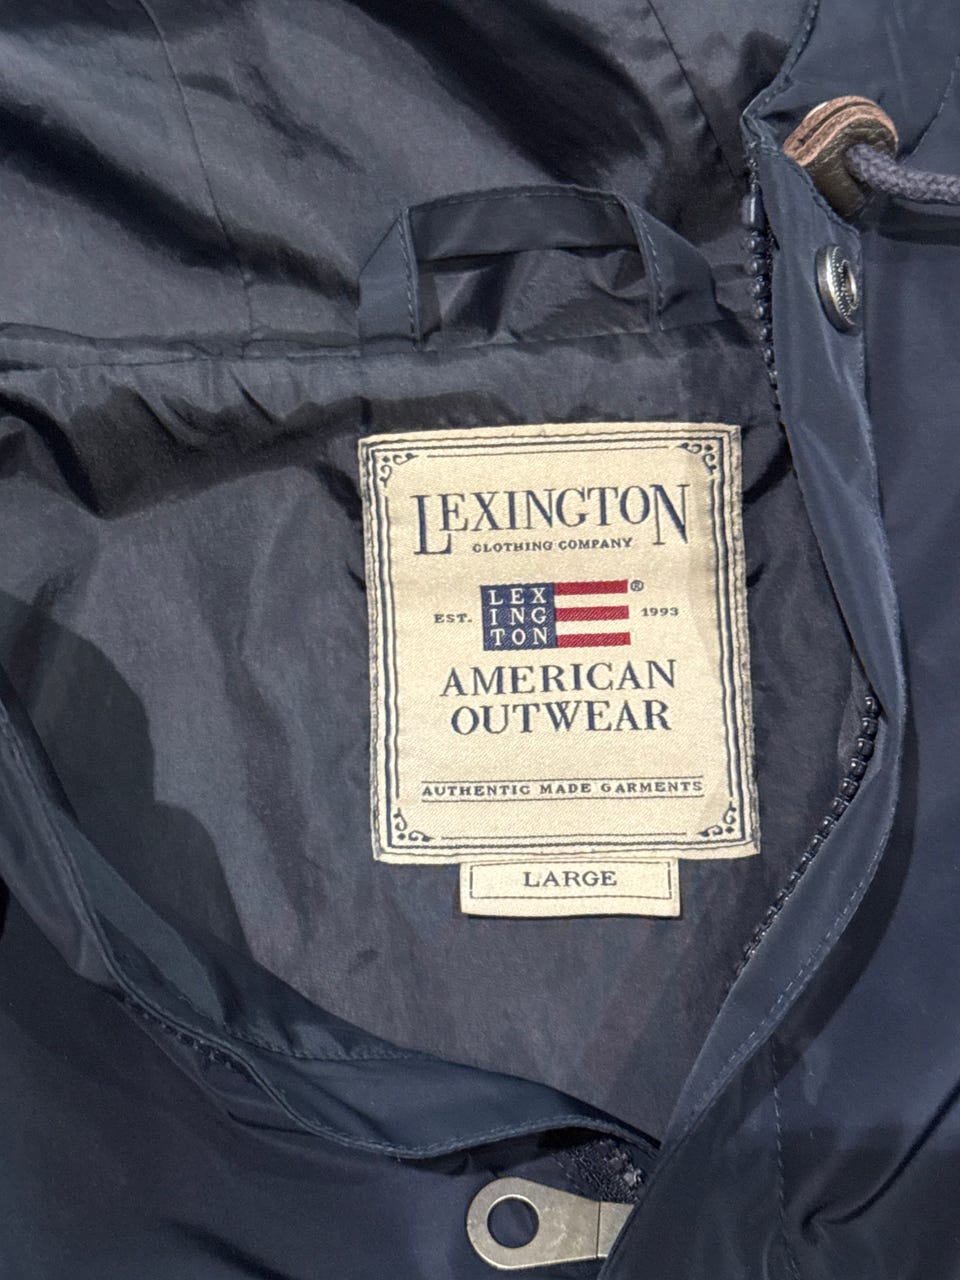 LEXINGTON
CLOTHING COMPANY
EST. LEX ® 1993
ING
TON
AMERICAN
OUTWEAR
AUTHENTIC MADE GARMENTS
LARGE